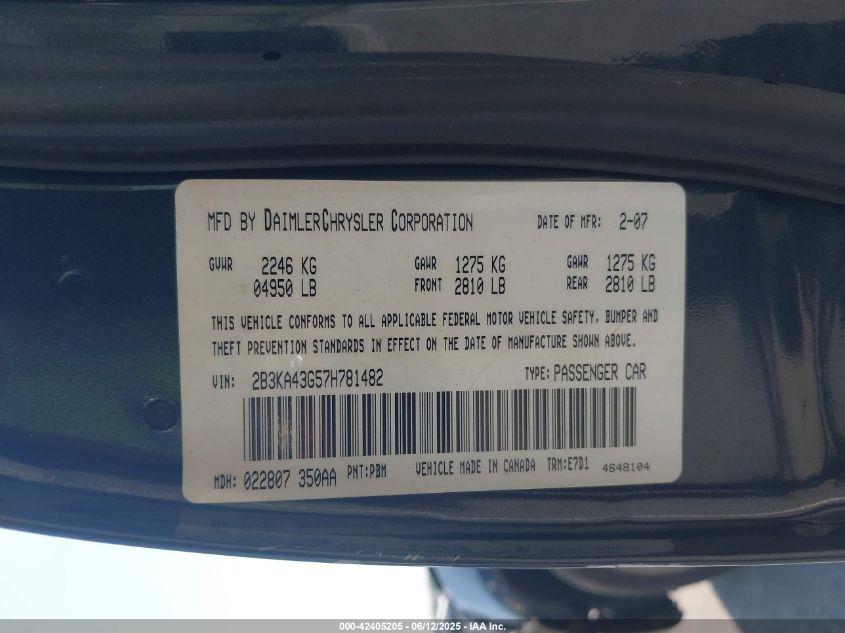 MFD BY DAIMLERCHRYSLER CORPORATION DATE OF MFR: 2-07
GVWR 2246 KG GAWR 1275 KG GAWR 1275 KG
04950 LB FRONT 2810 LB REAR 2810 LB
THIS VEHICLE CONFORMS TO ALL APPLICABLE FEDERAL MOTOR VEHICLE SAFETY, BUMPER AND
THEFT PREVENTION STANDARDS IN EFFECT ON THE DATE OF MANUFACTURE SHOWN ABOVE.
VIN: 2B3KA43G57H781482 TYPE: PASSENGER CAR
MDH: 022807 350AA PNT:PBM VEHICLE MADE IN CANADA TRM:E7D1 4648104
000-42405205 - 06/12/2025 - IAA Inc.